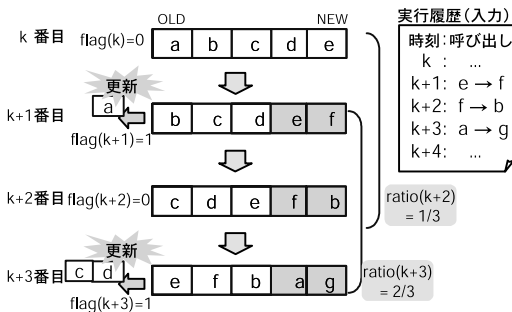 OLD NEW
k 番目 flag(k)=0 a b c d e
更新
a
k+1番目 b c d e f
flag(k+1)=1
k+2番目 flag(k+2)=0 c d e f b
更新
c d
k+3番目 e f b a g
flag(k+3)=1
ratio(k+2)
= 1/3
ratio(k+3)
= 2/3
実行履歴(入力)
時刻:呼び出し
k : ...
k+1: e → f
k+2: f → b
k+3: a → g
k+4: ...